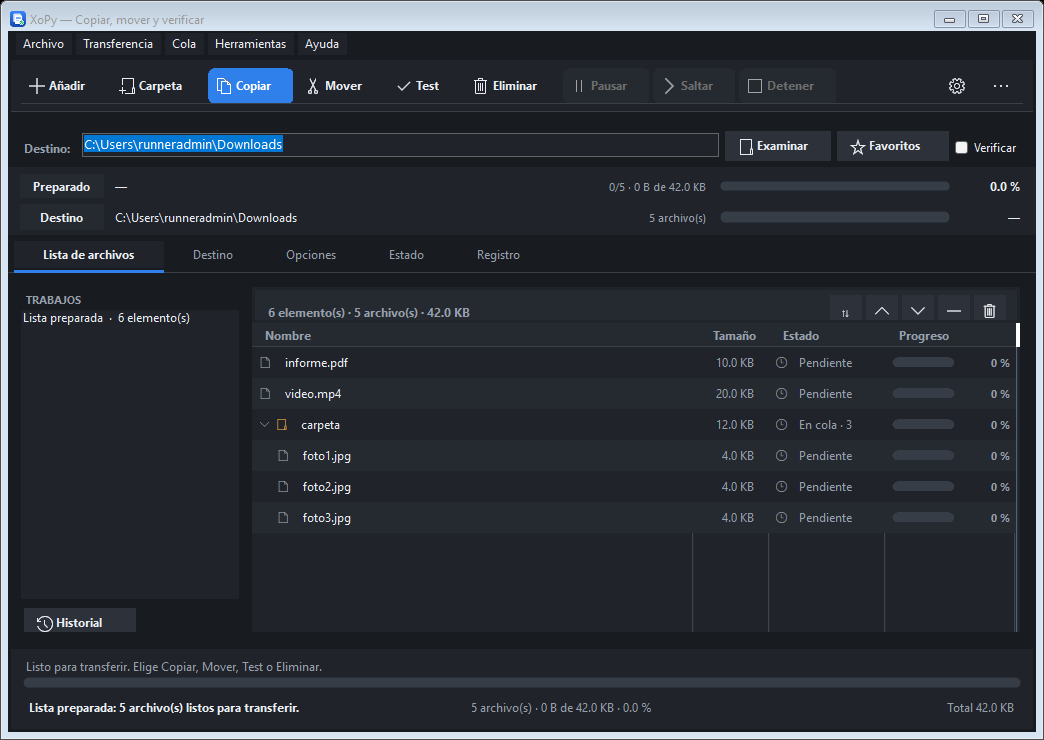 XoPy — Copiar, mover y verificar
Archivo Transferencia Cola Herramientas Ayuda
Añadir Carpeta Copiar Mover Test Eliminar Pausar Saltar Detener ...
Destino: C:\Users\runneradmin\Downloads Examinar Favoritos Verificar
Preparado — 0/5 · 0 B de 42.0 KB 0.0 %
Destino C:\Users\runneradmin\Downloads 5 archivo(s) —
Lista de archivos Destino Opciones Estado Registro
TRABAJOS
Lista preparada · 6 elemento(s)
Historial
6 elemento(s) · 5 archivo(s) · 42.0 KB
Nombre Tamaño Estado Progreso
informe.pdf 10.0 KB Pendiente 0 %
video.mp4 20.0 KB Pendiente 0 %
carpeta 12.0 KB En cola · 3 0 %
foto1.jpg 4.0 KB Pendiente 0 %
foto2.jpg 4.0 KB Pendiente 0 %
foto3.jpg 4.0 KB Pendiente 0 %
Listo para transferir. Elige Copiar, Mover, Test o Eliminar.
Lista preparada: 5 archivo(s) listos para transferir. 5 archivo(s) · 0 B de 42.0 KB · 0.0 % Total 42.0 KB